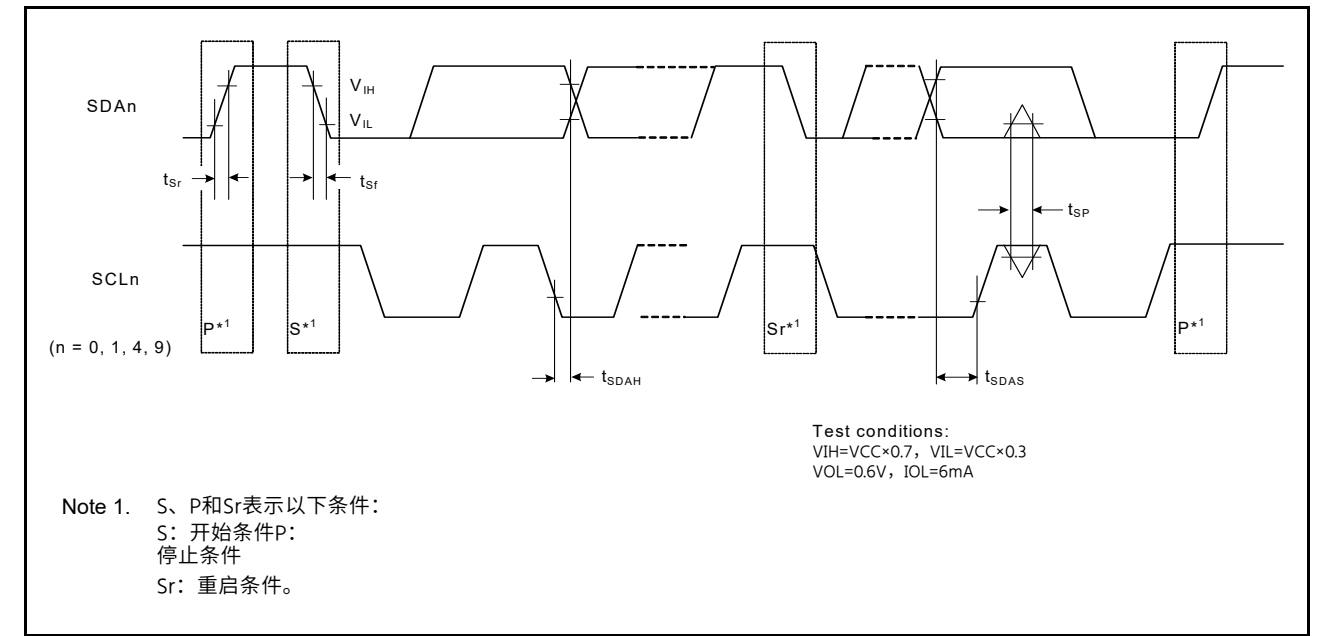 SDAn
VIH
VIL
tSr
tSf
tSP
SCLn
P*1
S*1
Sr*1
P*1
(n = 0, 1, 4, 9)
tSDAH
tSDAS
Test conditions:
VIH=VCC×0.7，VIL=VCC×0.3
VOL=0.6V，IOL=6mA
Note 1. S、P和Sr表示以下条件：
S：开始条件P：
停止条件
Sr：重启条件。